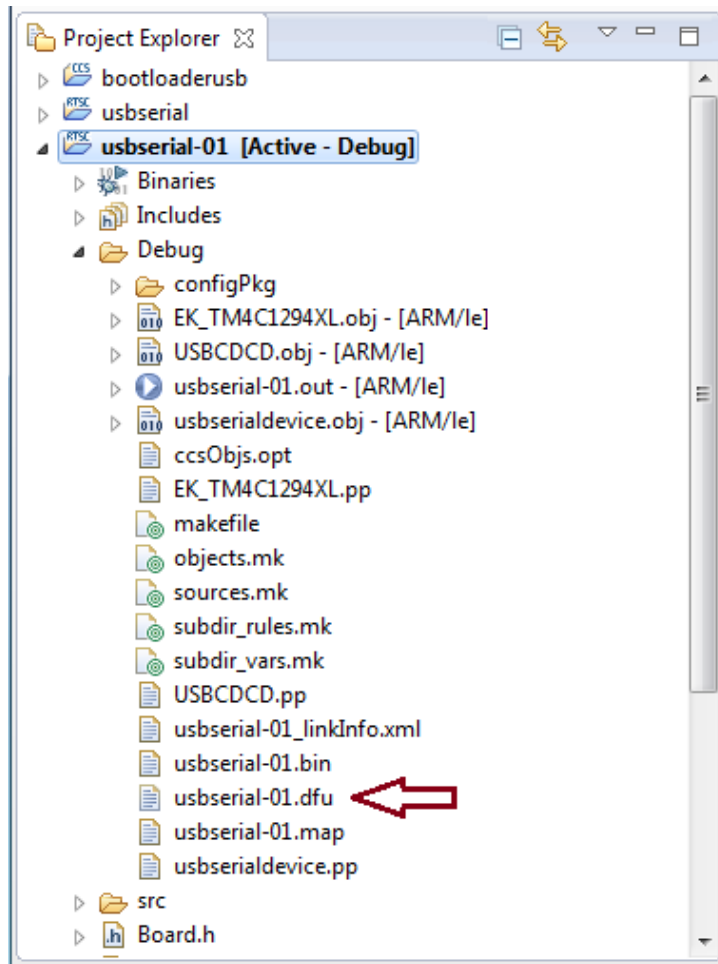 Project Explorer
CCS bootloaderusb
RTSC usbserial
RTSC usbserial-01 [Active - Debug]
Binaries
Includes
Debug
configPkg
EK_TM4C1294XL.obj - [ARM/le]
USBCDCD.obj - [ARM/le]
usbserial-01.out - [ARM/le]
usbserialdevice.obj - [ARM/le]
ccsObjs.opt
EK_TM4C1294XL.pp
makefile
objects.mk
sources.mk
subdir_rules.mk
subdir_vars.mk
USBCDCD.pp
usbserial-01_linkInfo.xml
usbserial-01.bin
usbserial-01.dfu
usbserial-01.map
usbserialdevice.pp
src
Board.h